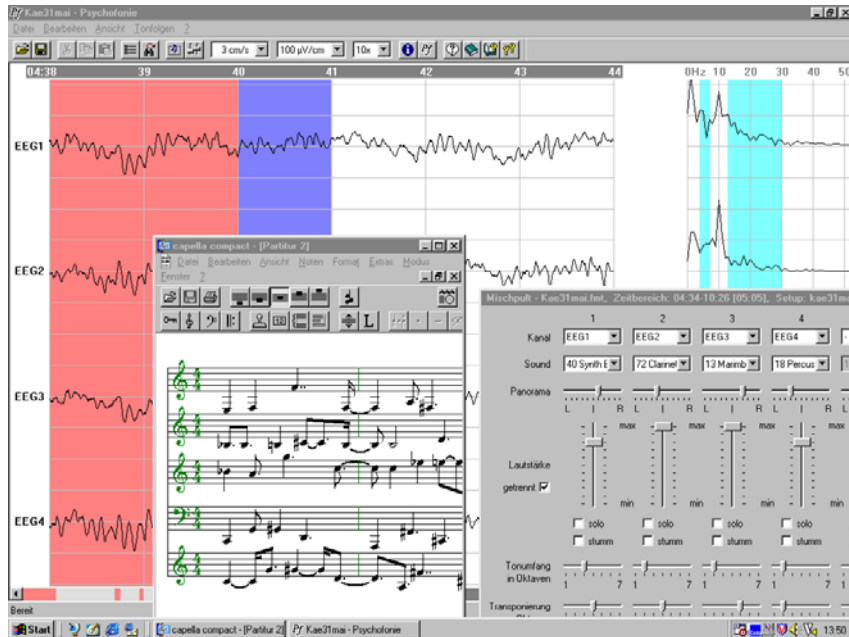 Kae31mai - Psychofonie
Datei Bearbeiten Ansicht Tonfolgen ?
3 cm/s 100 µV/cm 10x
04:38 39 40 41 42 43 44 0Hz 10 20 30 40 50
EEG1
EEG2
EEG3
EEG4
capella compact - [Partitur 2]
Datei Bearbeiten Ansicht Noten Format Extras Modus
Fenster ?
Mischpult - Kae31mai.fmt, Zeitbereich: 04:34-10:26 [05:05], Setup: kae31ma
1 2 3 4
Kanal EEG1 EEG2 EEG3 EEG4
Sound 40 Synth E 72 Clarinet 13 Marimb 18 Percus
Panorama
L I R L I R L I R L I R
max max max max
Lautstärke
getrennt
min min min min
solo solo solo solo
stumm stumm stumm stumm
Tonumfang
in Oktaven
1 7 1 7 1 7 1 7
Transponierung
Bereit
Start capella compact - [Partitur 2] Kae31mai - Psychofonie 13:50